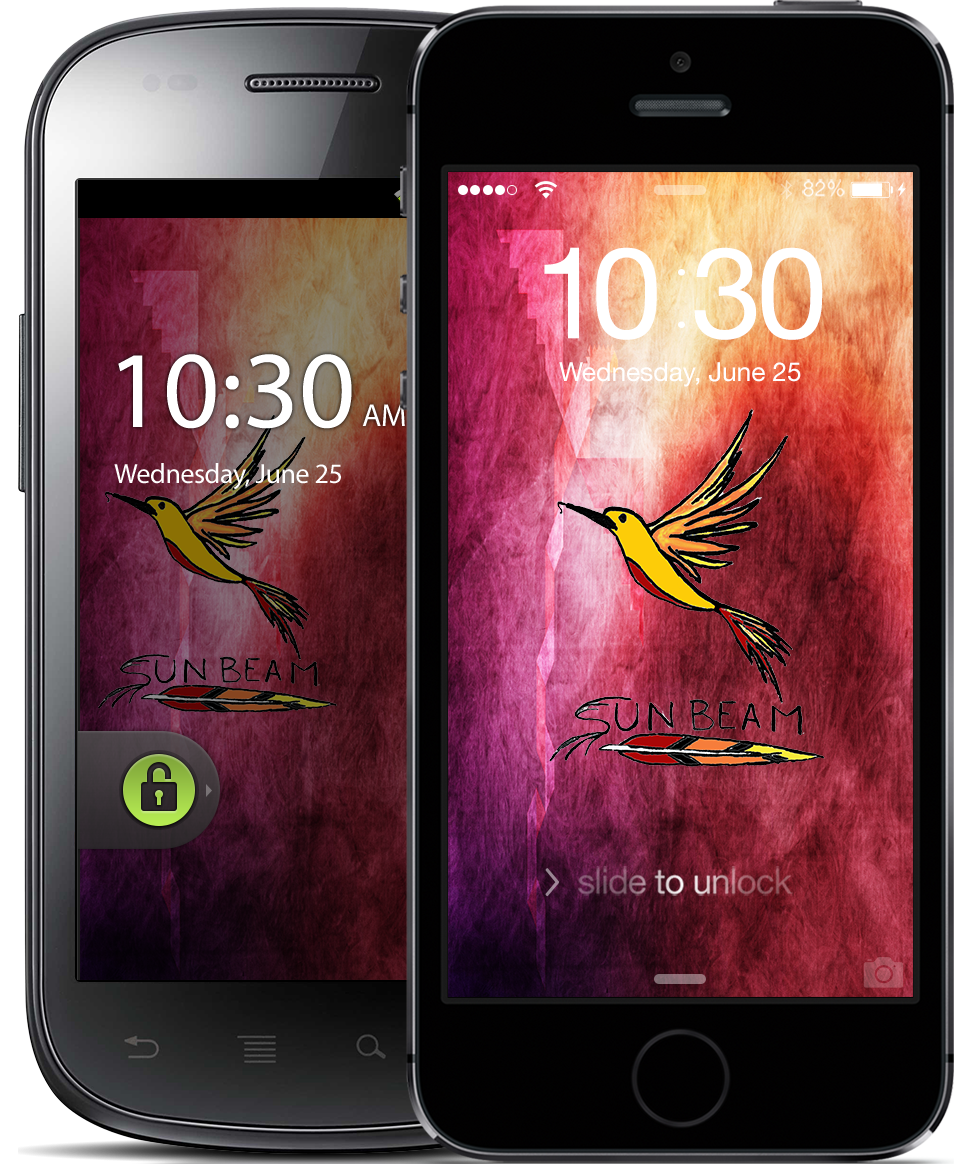 10:30 AM
Wednesday, June 25
SUN BEAM
82%
10:30
Wednesday, June 25
SUN BEAM
slide to unlock